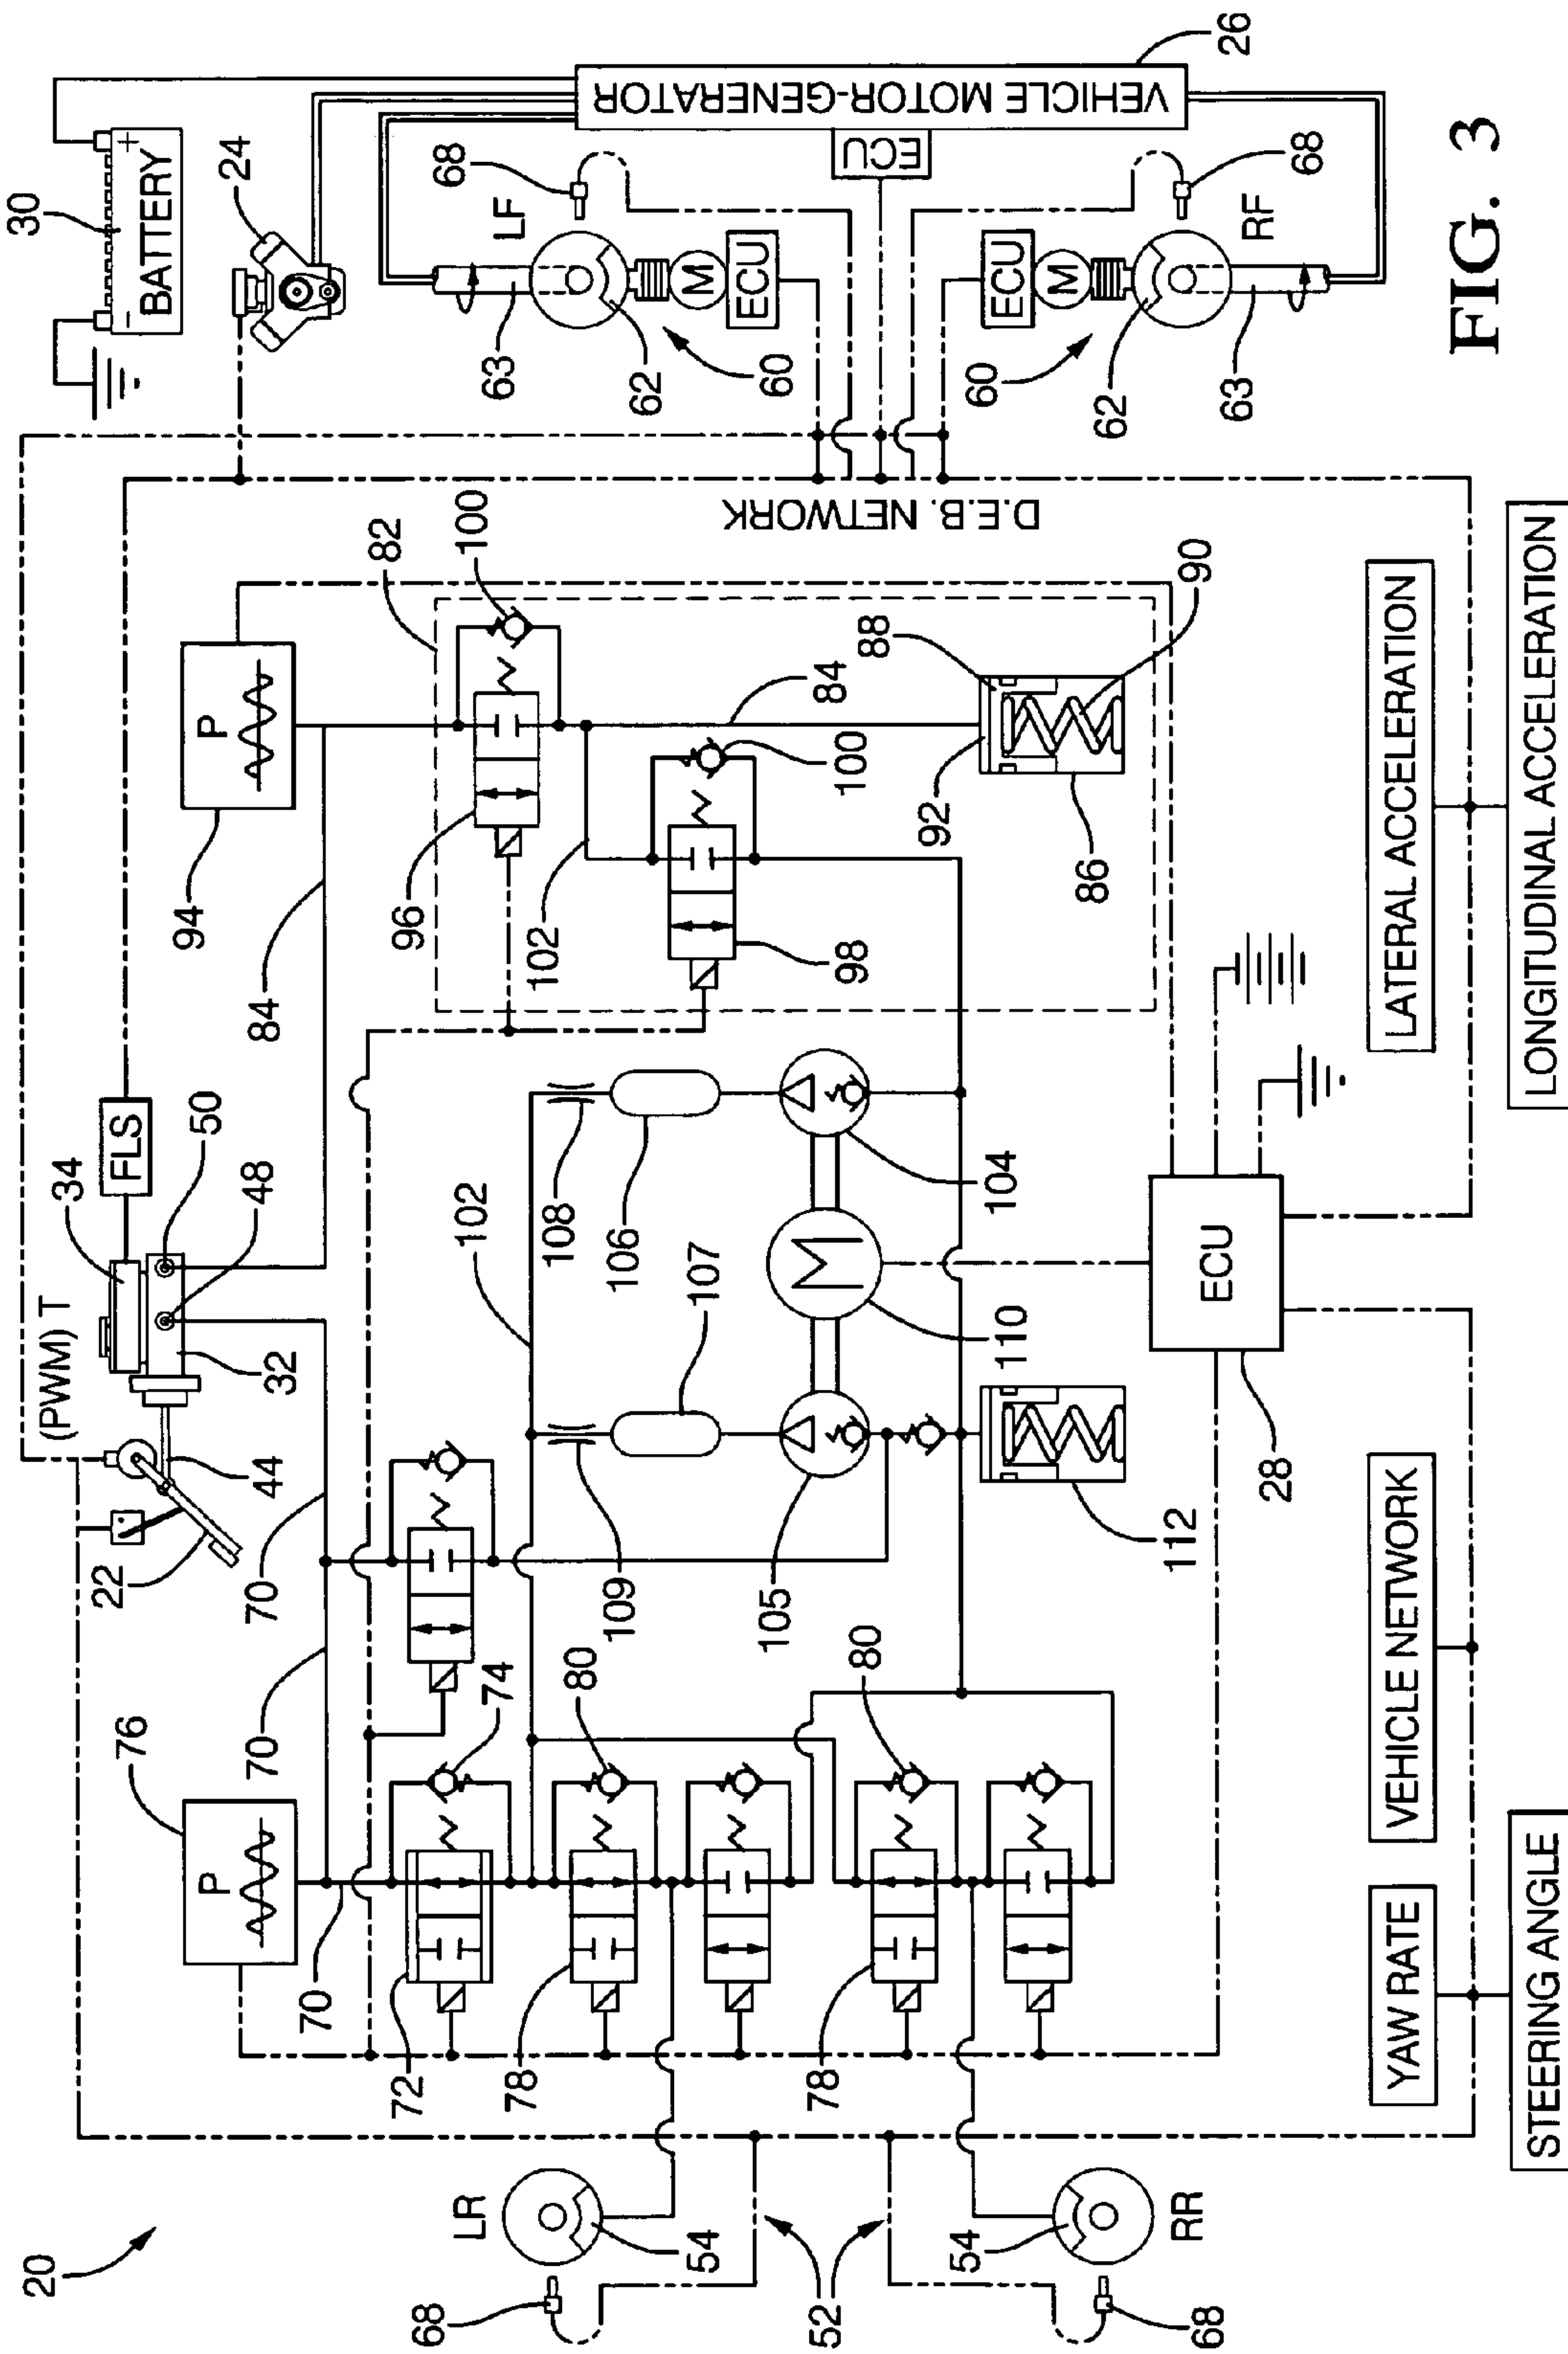 FIG. 3
20
(PWM) T
22
44
32
34
48
50
FLS
30
BATTERY
+
-
24
26
VEHICLE MOTOR-GENERATOR
ECU
LF
68
63
62
60
M
ECU
RF
68
63
62
60
M
ECU
D.E.B. NETWORK
76
P
70
70
70
72
74
78
80
78
80
84
94
P
82
96
100
102
98
100
84
88
90
92
86
102
108
106
107
109
104
105
110
M
112
ECU
28
LR
54
68
52
RR
54
68
LATERAL ACCELERATION
LONGITUDINAL ACCELERATION
VEHICLE NETWORK
YAW RATE
STEERING ANGLE